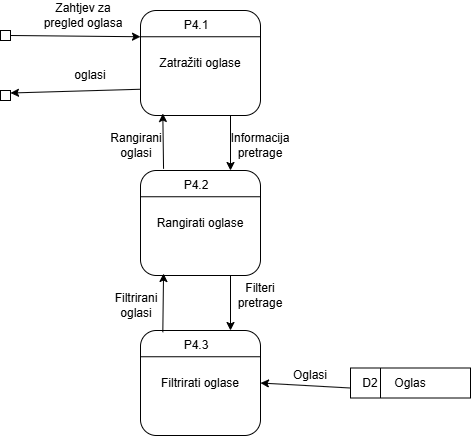 Zahtjev za
pregled oglasa
P4.1
Zatražiti oglase
oglasi
Rangirani
oglasi
Informacija
pretrage
P4.2
Rangirati oglase
Filtrirani
oglasi
Filteri
pretrage
P4.3
Filtrirati oglase
Oglasi
D2
Oglas